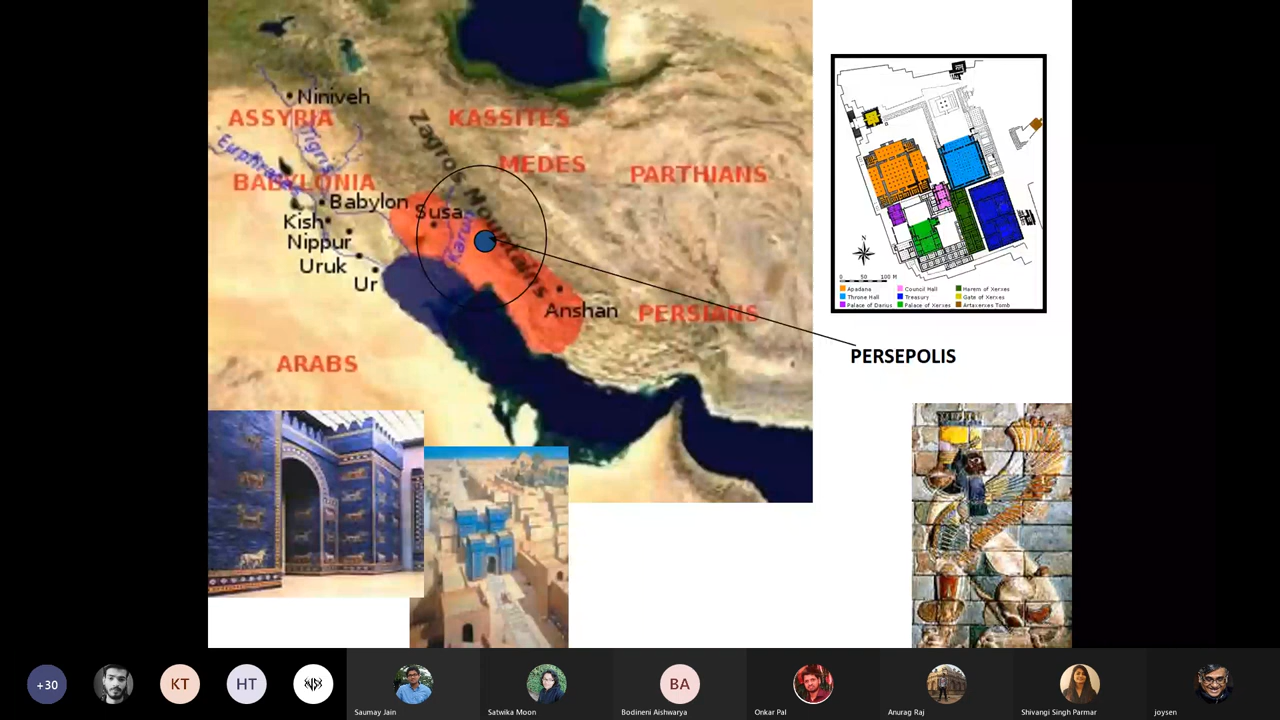 Niniveh
ASSYRIA
KASSITES
Zagros Mountains
Tigris
Euphrates
MEDES
PARTHIANS
BABYLONIA
Babylon
Susa
Kish
Karun
Nippur
Uruk
Ur
Anshan
PERSIANS
ARABS
PERSEPOLIS
N
0 50 100 M
Apadana
Council Hall
Harem of Xerxes
Throne Hall
Treasury
Gate of Xerxes
Palace of Darius
Palace of Xerxes
Artaxerxes Tomb
+30
KT
HT
BA
Saumay Jain
Satwika Moon
Bodineni Aishwarya
Onkar Pal
Anurag Raj
Shivangi Singh Parmar
joysen